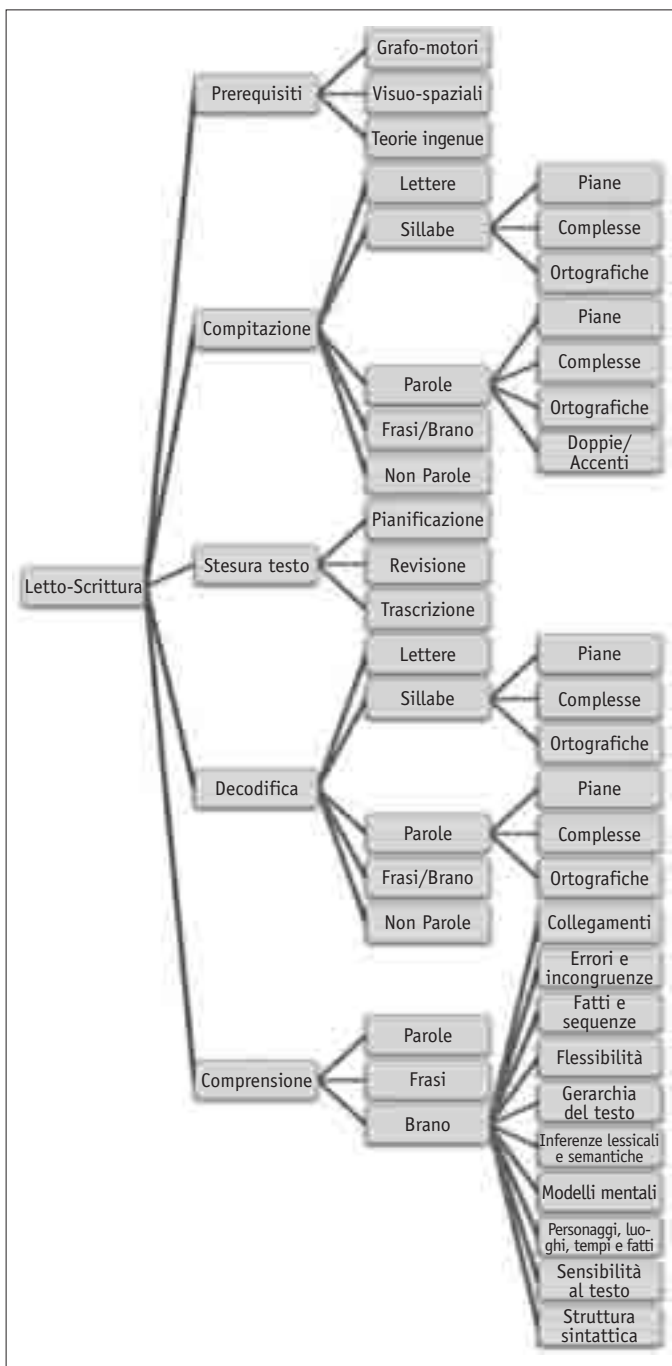 Grafo-motori
Prerequisiti
Visuo-spaziali
Teorie ingenue
Lettere
Piane
Sillabe
Complesse
Ortografiche
Compitazione
Piane
Complesse
Parole
Ortografiche
Frasi/Brano
Doppie/
Accenti
Non Parole
Pianificazione
Letto-Scrittura
Stesura testo
Revisione
Trascrizione
Lettere
Piane
Sillabe
Complesse
Ortografiche
Decodifica
Piane
Parole
Complesse
Frasi/Brano
Ortografiche
Non Parole
Collegamenti
Errori e
incongruenze
Fatti e
sequenze
Parole
Flessibilità
Comprensione
Frasi
Gerarchia
del testo
Brano
Inferenze lessicali
e semantiche
Modelli mentali
Personaggi, luo-
ghi, tempi e fatti
Sensibilità
al testo
Struttura
sintattica